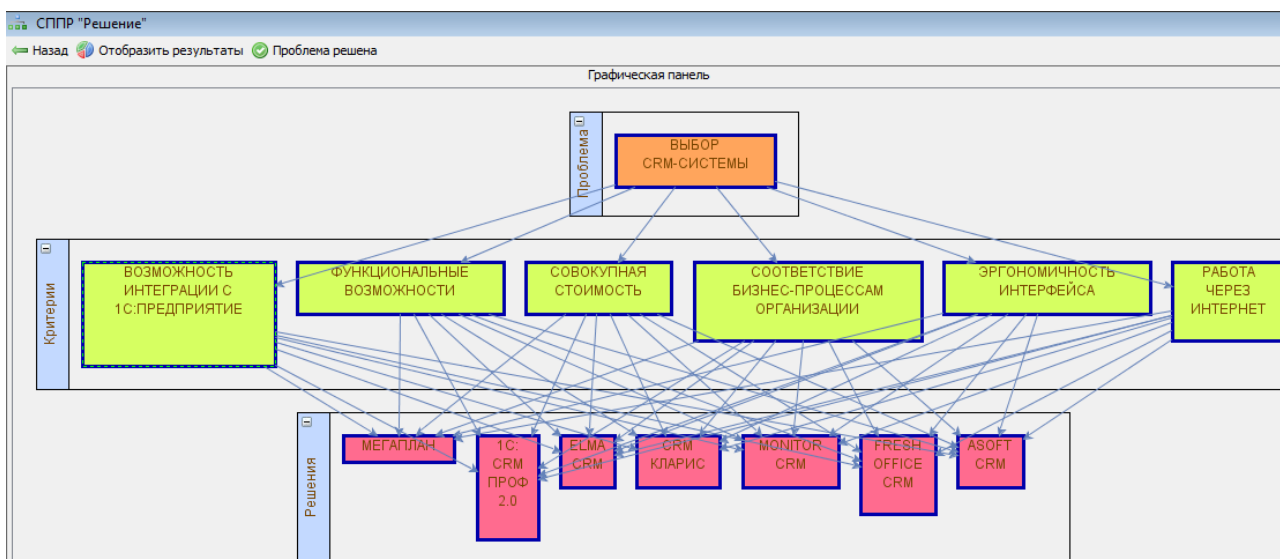 СППР "Решение"
Назад Отобразить результаты Проблема решена
Графическая панель
Проблема
ВЫБОР
CRM-СИСТЕМЫ
Критерии
ВОЗМОЖНОСТЬ
ИНТЕГРАЦИИ С
1С:ПРЕДПРИЯТИЕ
ФУНКЦИОНАЛЬНЫЕ
ВОЗМОЖНОСТИ
СОВОКУПНАЯ
СТОИМОСТЬ
СООТВЕТСТВИЕ
БИЗНЕС-ПРОЦЕССАМ
ОРГАНИЗАЦИИ
ЭРГОНОМИЧНОСТЬ
ИНТЕРФЕЙСА
РАБОТА
ЧЕРЕЗ
ИНТЕРНЕТ
Решения
МЕГАПЛАН
1С:
CRM
ПРОФ
2.0
ELMA
CRM
CRM
КЛАРИС
MONITOR
CRM
FRESH
OFFICE
CRM
ASOFT
CRM